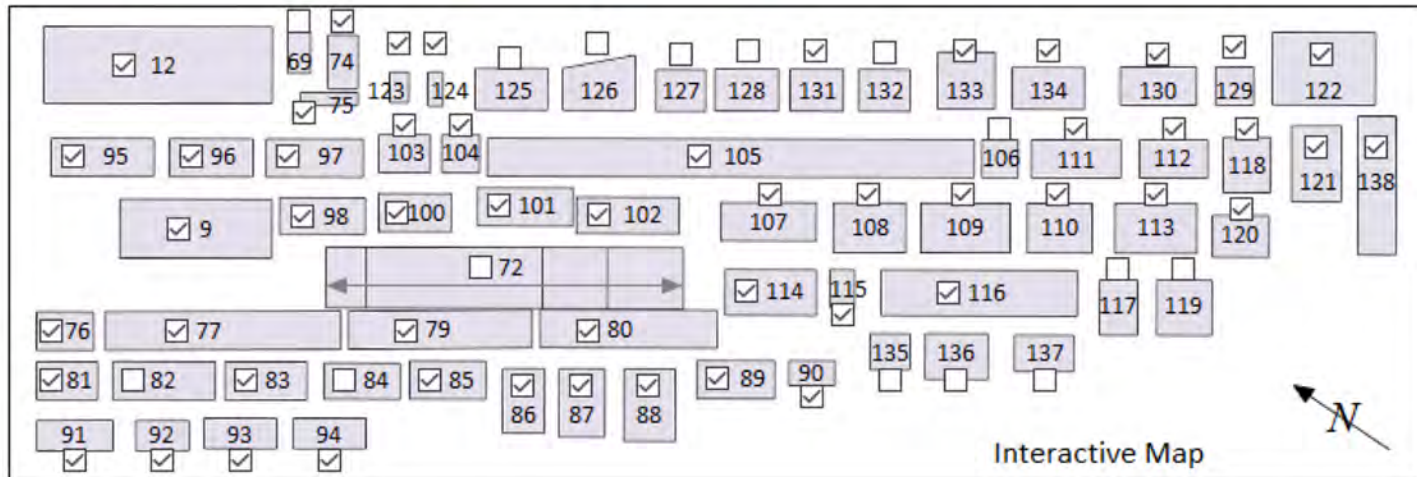 12 69 74
75 123 124 125 126 127 128 131 132 133 134 130 129 122
95 96 97 103 104 105 106 111 112 118 121 138
9 98 100 101 102 107 108 109 110 113 120
72 114 115 116 117 119
76 77 79 80
81 82 83 84 85 86 87 88 89 90 135 136 137
91 92 93 94
N
Interactive Map